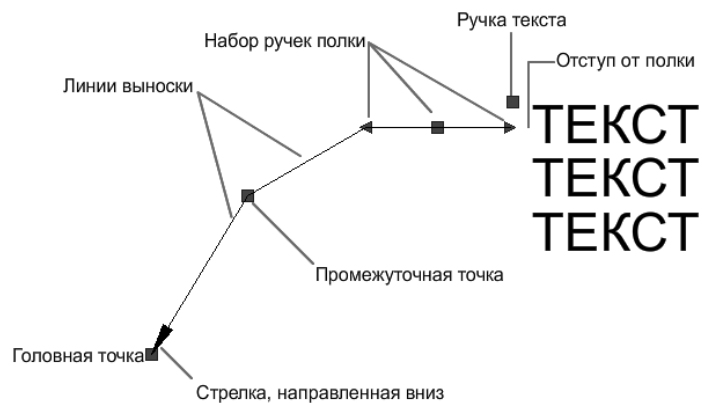 Ручка текста
Набор ручек полки
Отступ от полки
Линии выноски
ТЕКСТ
ТЕКСТ
ТЕКСТ
Промежуточная точка
Головная точка
Стрелка, направленная вниз